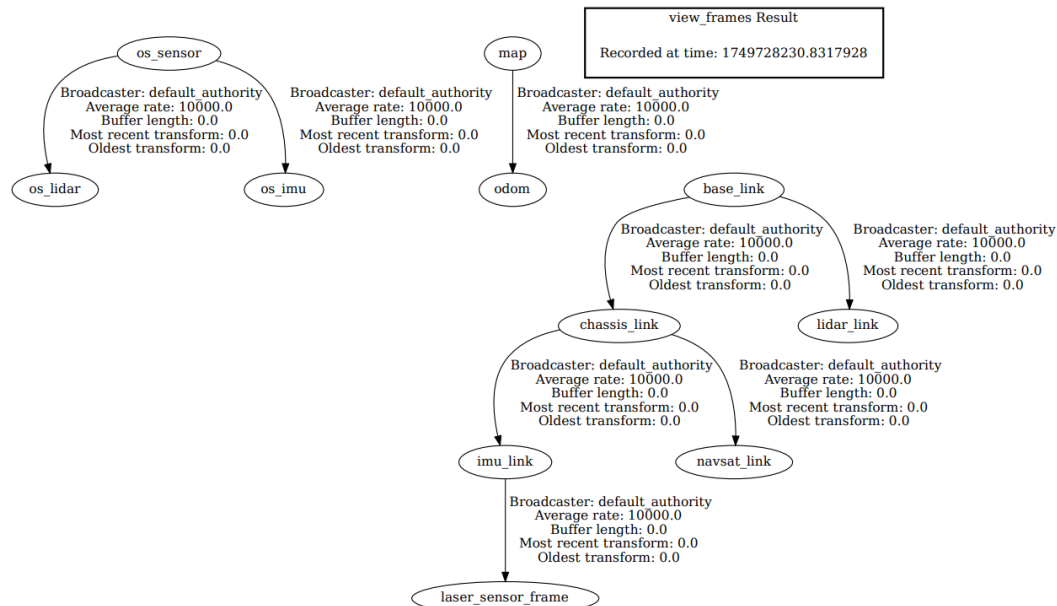 view_frames Result
Recorded at time: 1749728230.8317928
os_sensor
map
Broadcaster: default_authority
Average rate: 10000.0
Buffer length: 0.0
Most recent transform: 0.0
Oldest transform: 0.0
Broadcaster: default_authority
Average rate: 10000.0
Buffer length: 0.0
Most recent transform: 0.0
Oldest transform: 0.0
Broadcaster: default_authority
Average rate: 10000.0
Buffer length: 0.0
Most recent transform: 0.0
Oldest transform: 0.0
os_lidar
os_imu
odom
base_link
Broadcaster: default_authority
Average rate: 10000.0
Buffer length: 0.0
Most recent transform: 0.0
Oldest transform: 0.0
Broadcaster: default_authority
Average rate: 10000.0
Buffer length: 0.0
Most recent transform: 0.0
Oldest transform: 0.0
chassis_link
lidar_link
Broadcaster: default_authority
Average rate: 10000.0
Buffer length: 0.0
Most recent transform: 0.0
Oldest transform: 0.0
Broadcaster: default_authority
Average rate: 10000.0
Buffer length: 0.0
Most recent transform: 0.0
Oldest transform: 0.0
imu_link
navsat_link
Broadcaster: default_authority
Average rate: 10000.0
Buffer length: 0.0
Most recent transform: 0.0
Oldest transform: 0.0
laser_sensor_frame